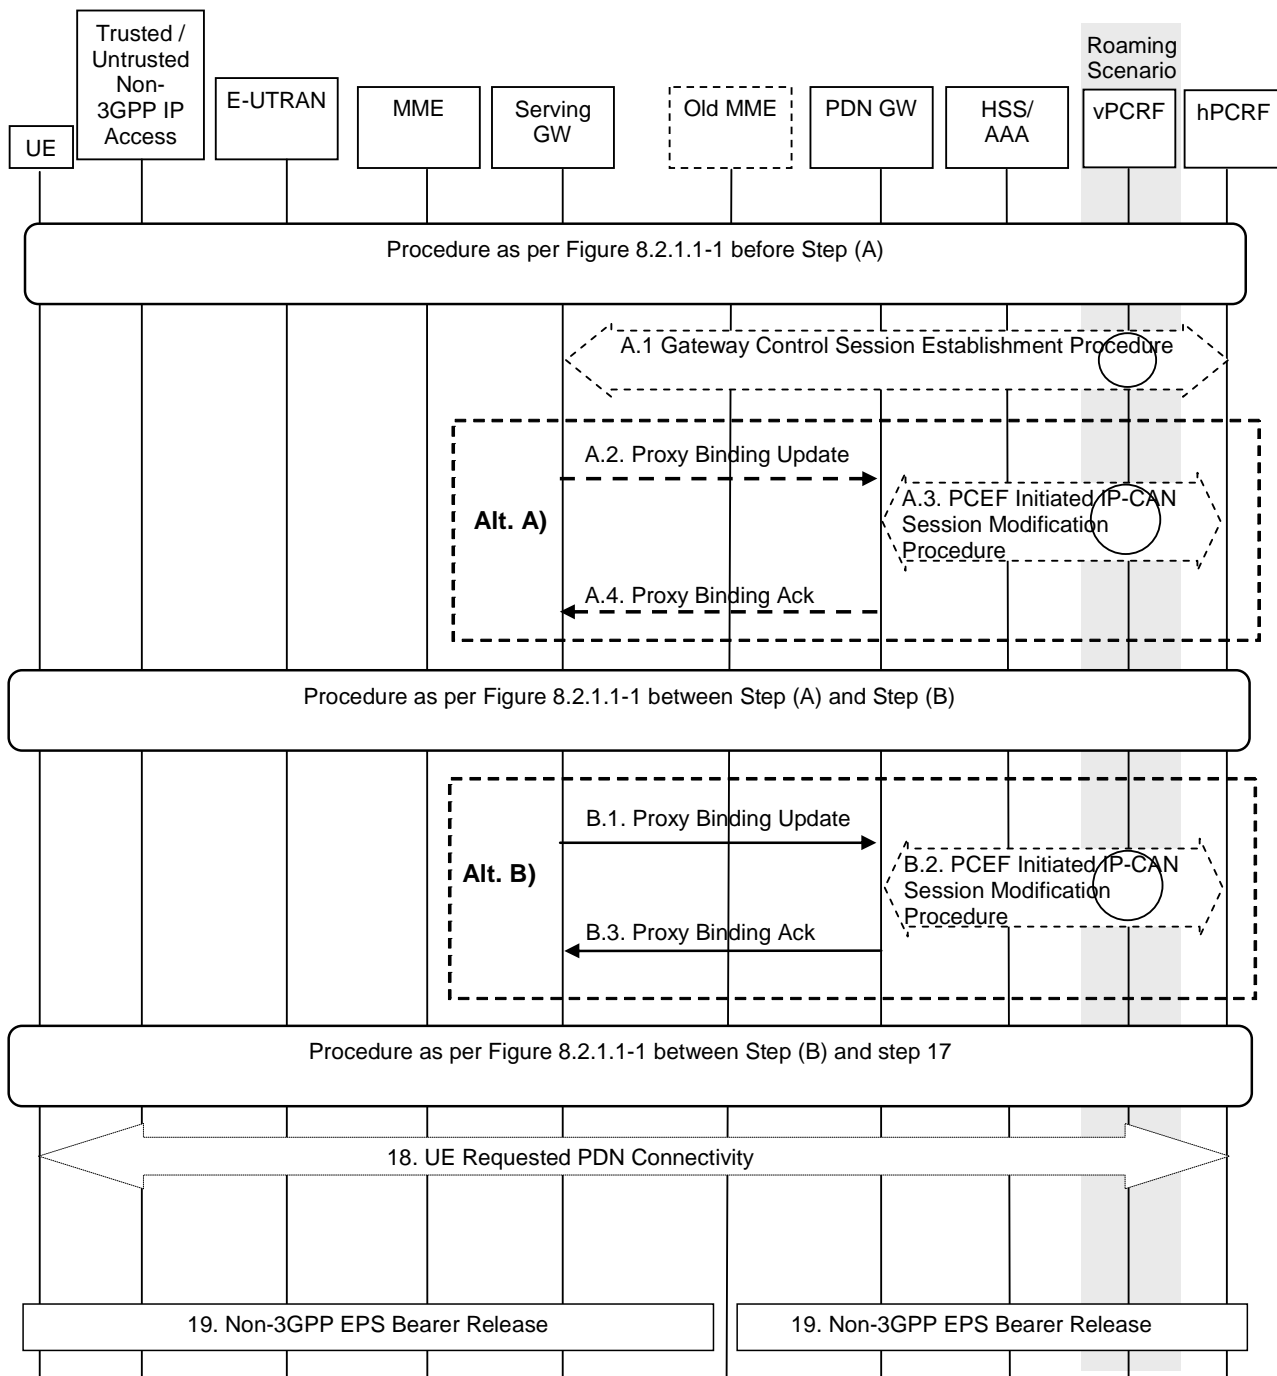 Trusted /
Untrusted
Non-
3GPP IP
Access
Roaming
Scenario
UE
E-UTRAN
MME
Serving
GW
Old MME
PDN GW
HSS/
AAA
vPCRF
hPCRF
Procedure as per Figure 8.2.1.1-1 before Step (A)
A.1 Gateway Control Session Establishment Procedure
A.2. Proxy Binding Update
Alt. A)
A.3. PCEF Initiated IP-CAN
Session Modification
Procedure
A.4. Proxy Binding Ack
Procedure as per Figure 8.2.1.1-1 between Step (A) and Step (B)
B.1. Proxy Binding Update
Alt. B)
B.2. PCEF Initiated IP-CAN
Session Modification
Procedure
B.3. Proxy Binding Ack
Procedure as per Figure 8.2.1.1-1 between Step (B) and step 17
18. UE Requested PDN Connectivity
19. Non-3GPP EPS Bearer Release
19. Non-3GPP EPS Bearer Release